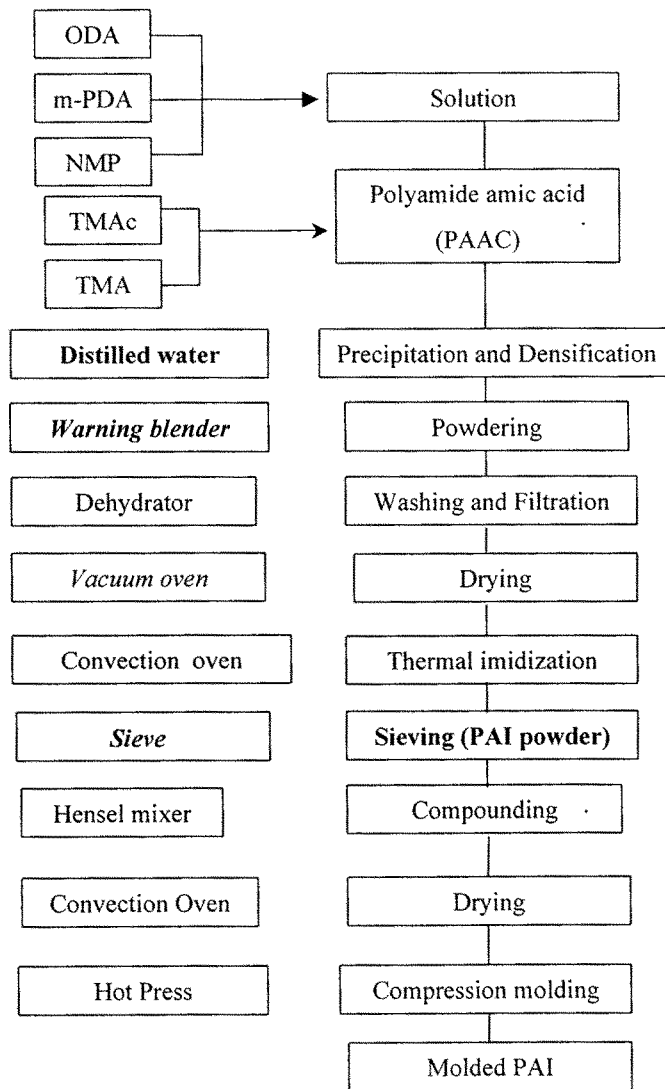 ODA
m-PDA
NMP
Solution
TMAc
TMA
Polyamide amic acid
(PAAC)
Distilled water
Precipitation and Densification
Warning blender
Powdering
Dehydrator
Washing and Filtration
Vacuum oven
Drying
Convection oven
Thermal imidization
Sieve
Sieving (PAI powder)
Hensel mixer
Compounding
Convection Oven
Drying
Hot Press
Compression molding
Molded PAI